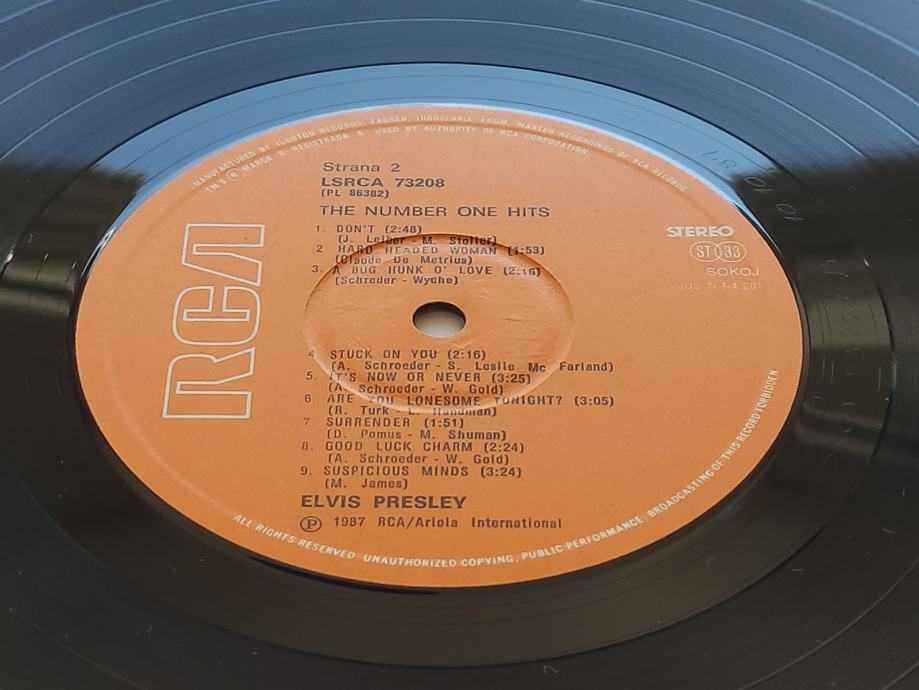 MANUFACTURED BY JUGOTON RECORDS ZAGREB, JUGOSLAVIJA, FROM MASTER RECORDINGS OF RCA RECORDS
TM S ® MARCA S REGISTRADA S USED BY AUTHORITY OF RCA CORPORATION
Strana 2
LSRCA 73208
(PL 86382)
THE NUMBER ONE HITS
1. DON'T (2:48)
(J. Leiber - M. Stoller)
2 HARD HEADED WOMAN (1:53)
(Claude De Metrius)
3. A BUG HUNK O' LOVE (2:16)
(Schreder - Wyche)
RCA
STEREO
ST 33
SOKOJ
JUS N.N4 201
4 STUCK ON YOU (2:16)
(A. Schroeder - S. Leslie Mc Farland)
5. IT'S NOW OR NEVER (3:25)
(A. Schroeder - W. Gold)
6 ARE YOU LONESOME TONIGHT? (3:05)
(R. Turk - L. Handman)
7 SURRENDER (1:51)
(D. Pomus - M. Shuman)
8. GOOD LUCK CHARM (2:24)
(A. Schroeder - W. Gold)
9. SUSPICIOUS MINDS (3:24)
(M. James)
ELVIS PRESLEY
℗ 1987 RCA/Ariola International
ALL RIGHTS RESERVED. UNAUTHORIZED COPYING, PUBLIC PERFORMANCE, BROADCASTING OF THIS RECORD FORBIDDEN